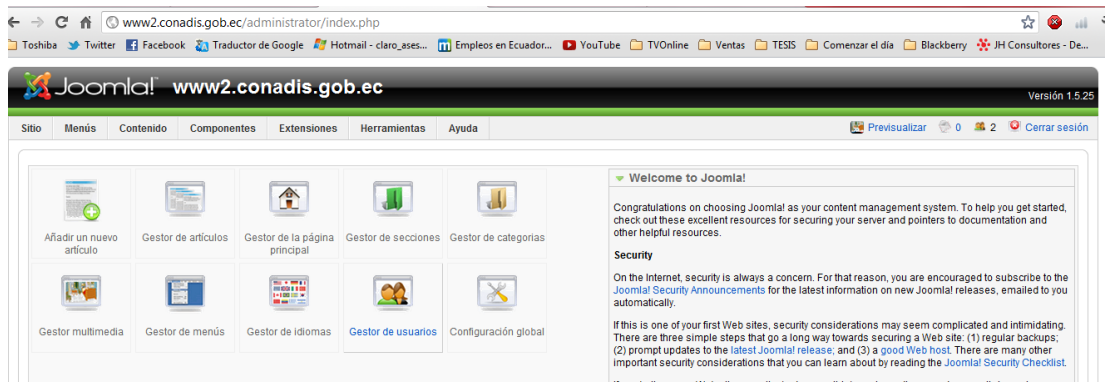 www2.conadis.gob.ec/administrator/index.php
Toshiba Twitter Facebook Traductor de Google Hotmail - claro_ases... Empleos en Ecuador... YouTube TVOnline Ventas TESIS Comenzar el día Blackberry JH Consultores - De...
Joomla! www2.conadis.gob.ec
Versión 1.5.25
Sitio Menús Contenido Componentes Extensiones Herramientas Ayuda
Previsualizar 0 2 Cerrar sesión
Añadir un nuevo artículo
Gestor de artículos
Gestor de la página principal
Gestor de secciones
Gestor de categorias
Gestor multimedia
Gestor de menús
Gestor de idiomas
Gestor de usuarios
Configuración global
Welcome to Joomla!
Congratulations on choosing Joomla! as your content management system. To help you get started,
check out these excellent resources for securing your server and pointers to documentation and
other helpful resources.
Security
On the Internet, security is always a concern. For that reason, you are encouraged to subscribe to the
Joomla! Security Announcements for the latest information on new Joomla! releases, emailed to you
automatically.
If this is one of your first Web sites, security considerations may seem complicated and intimidating.
There are three simple steps that go a long way towards securing a Web site: (1) regular backups;
(2) prompt updates to the latest Joomla! release; and (3) a good Web host. There are many other
important security considerations that you can learn about by reading the Joomla! Security Checklist.